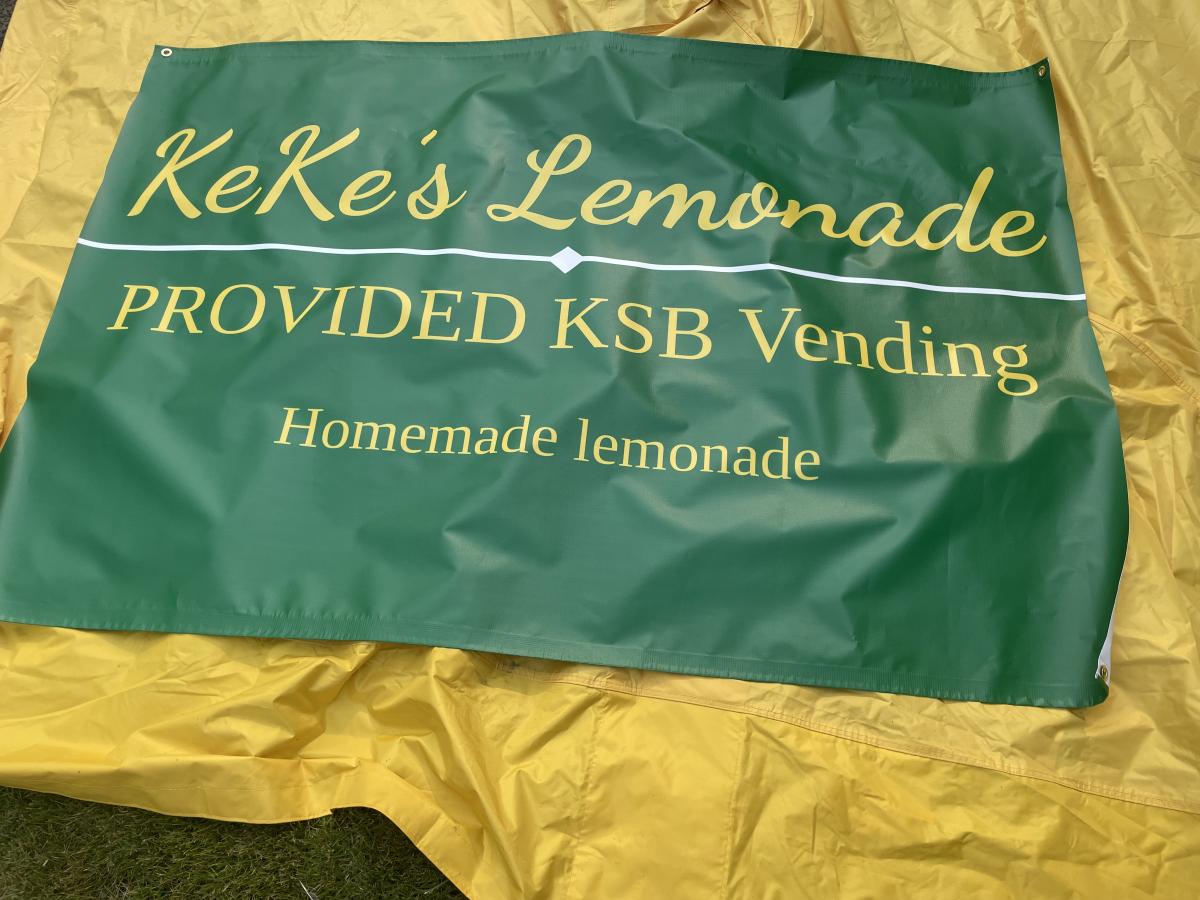 KeKe's Lemonade
PROVIDED KSB Vending
Homemade lemonade